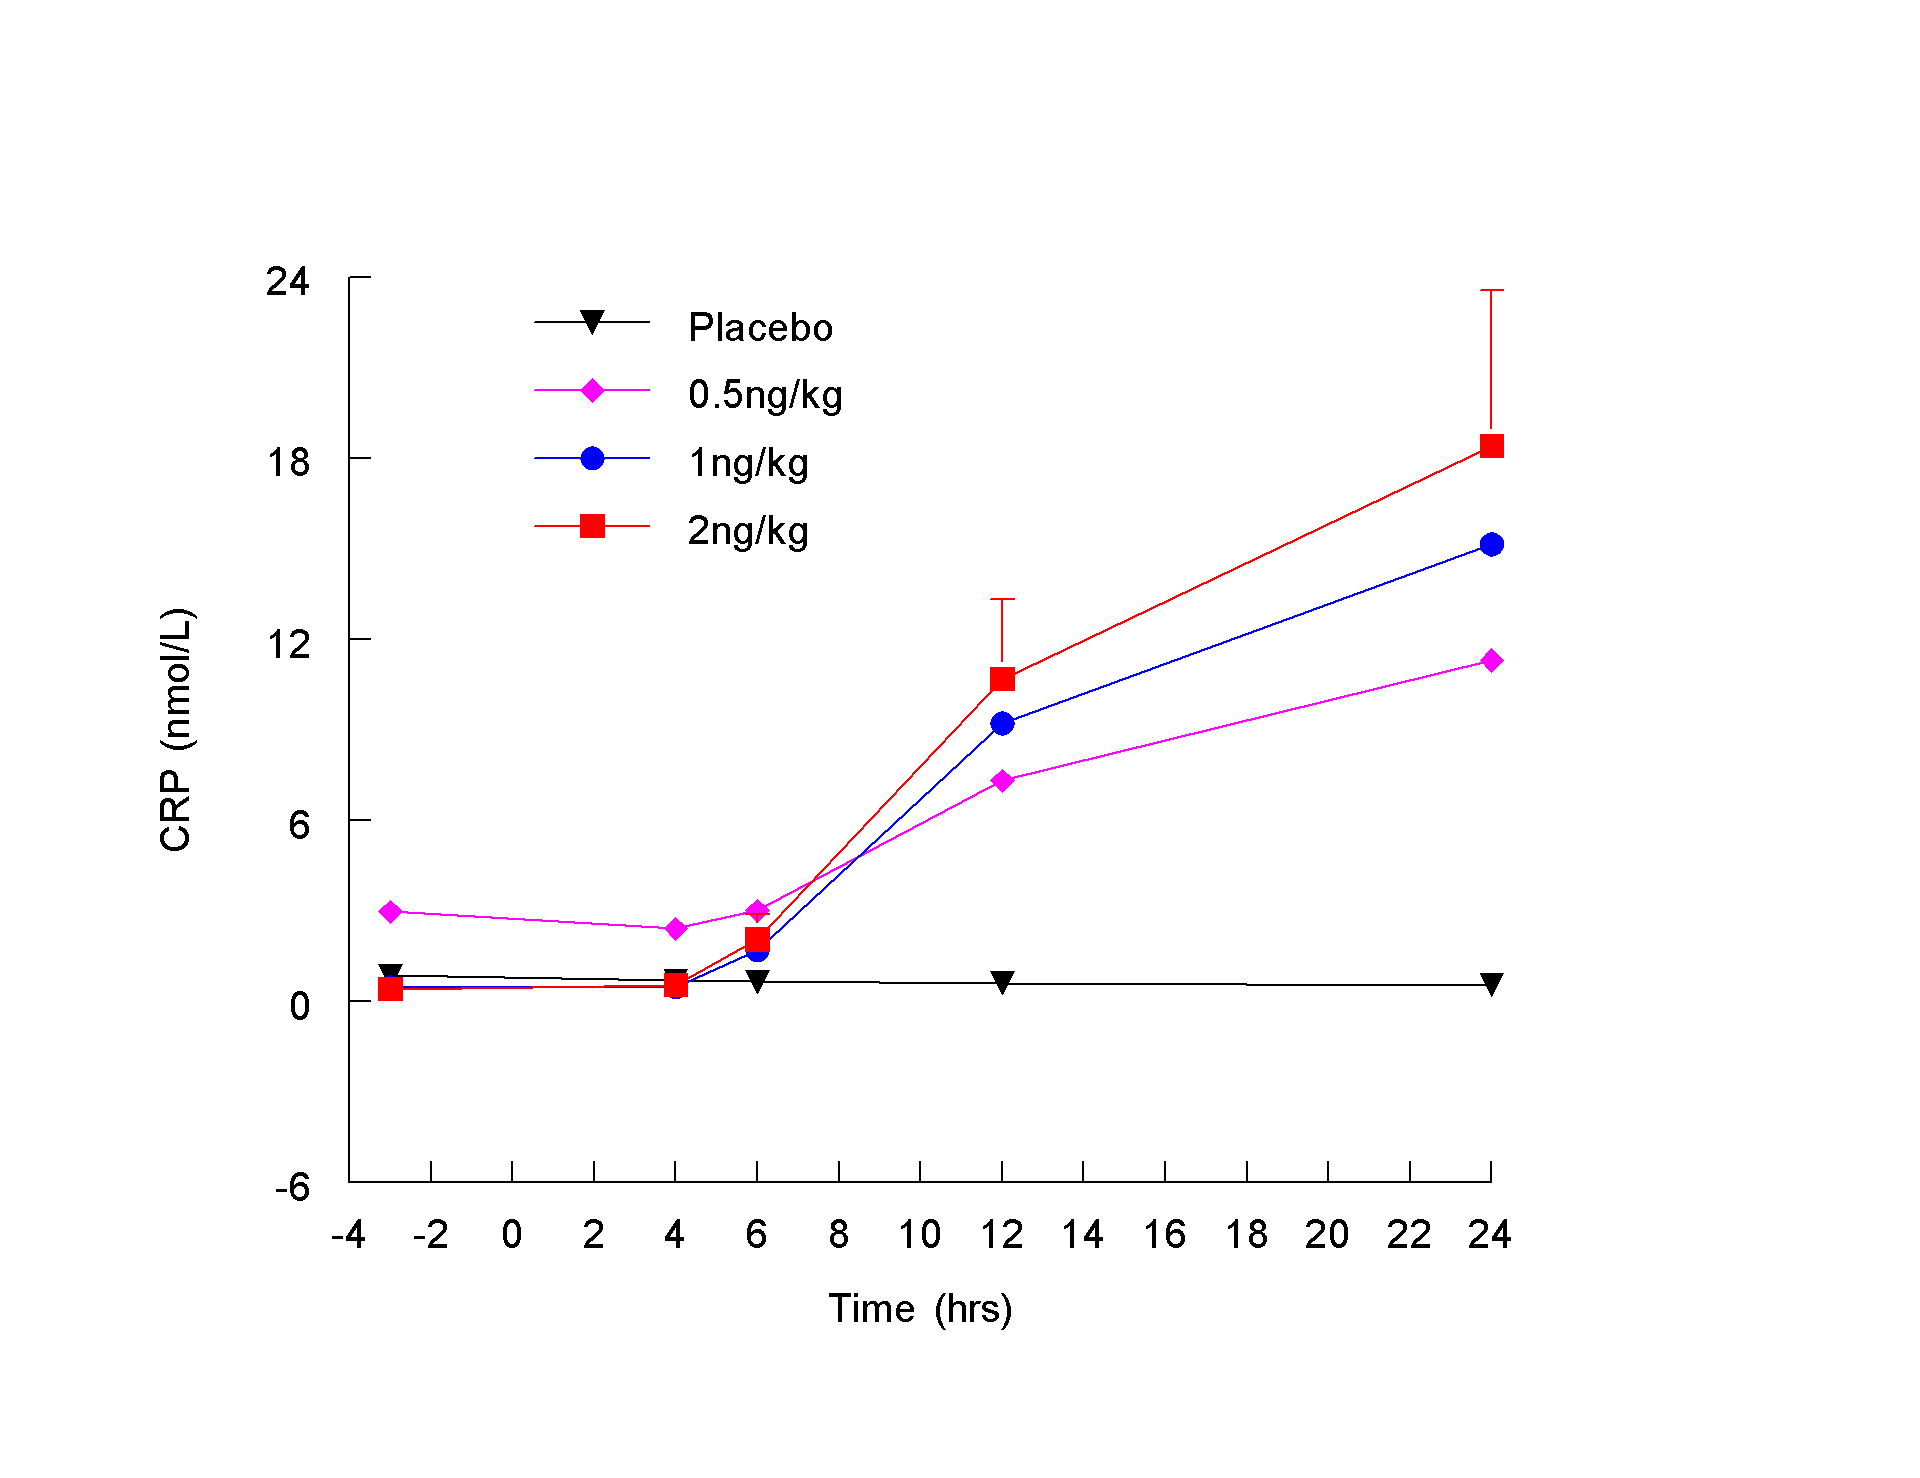 24
18
12
6
0
-6
CRP (nmol/L)
Placebo
0.5ng/kg
1ng/kg
2ng/kg
-4 -2 0 2 4 6 8 10 12 14 16 18 20 22 24
Time (hrs)